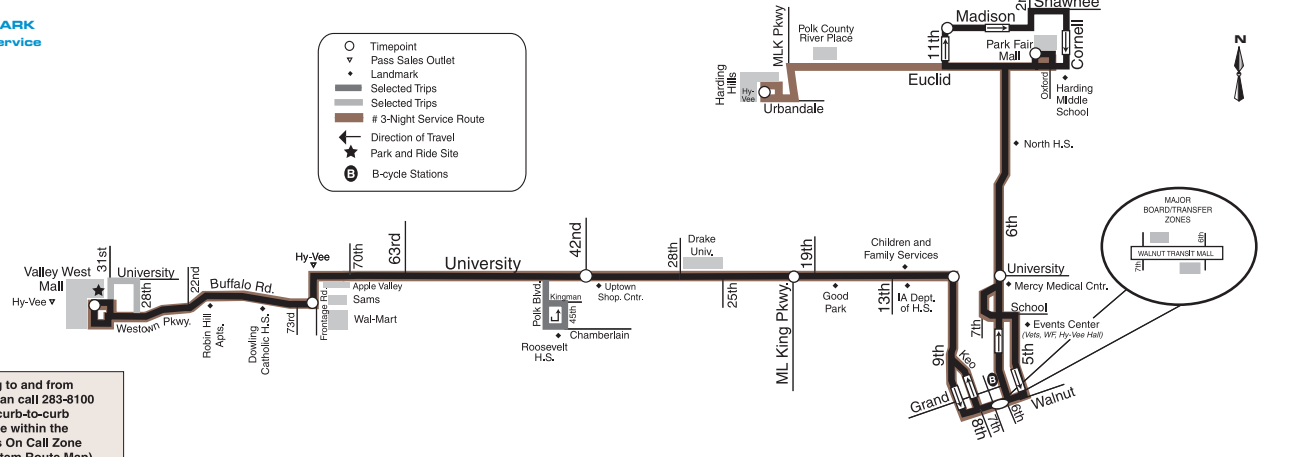 ARK
ervice
Timepoint
Pass Sales Outlet
Landmark
Selected Trips
Selected Trips
# 3-Night Service Route
Direction of Travel
Park and Ride Site
B
B-cycle Stations
MLK Pkwy
Polk County
River Place
Harding
Hills
Hy-
Vee
Urbandale
Euclid
11th
Madison
Shawnee
Cornell
Park Fair
Mall
Oxford
Harding
Middle
School
N
North H.S.
6th
MAJOR
BOARD/TRANSFER
ZONES
6th
WALNUT TRANSIT MALL
7th
Valley West
Mall
Hy-Vee
31st
University
28th
22nd
Westown Pkwy.
Buffalo Rd.
Robin Hill
Apts.
Dowling
Catholic H.S.
73rd
Frontage Rd.
Hy-Vee
70th
63rd
Apple Valley
Sams
Wal-Mart
University
42nd
Uptown
Shop. Cntr.
Polk Blvd.
Kingman
45th
Chamberlain
Roosevelt
H.S.
28th
Drake
Univ.
25th
ML King Pkwy.
19th
Good
Park
Children and
Family Services
13th
IA Dept.
of H.S.
9th
Keo
Grand
8th
7th
6th
Walnut
B
University
Mercy Medical Cntr.
School
7th
Events Center
(Vets, WF, Hy-Vee Hall)
5th
g to and from
an call 283-8100
curb-to-curb
e within the
s On Call Zone
tem Route Map)